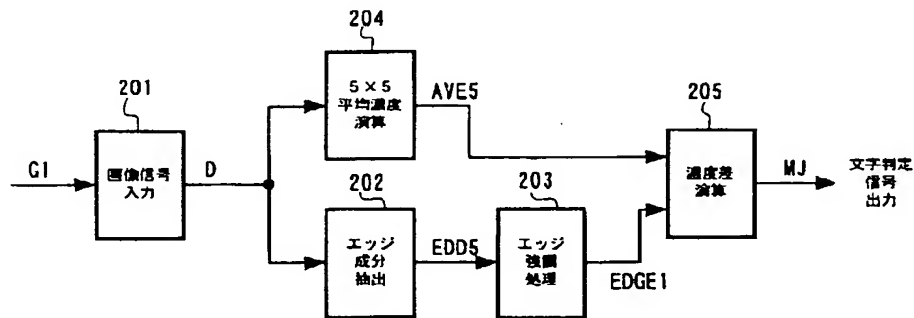 204
5×5
平均濃度
演算
AVE5
201
画像信号
入力
G1
D
205
濃度差
演算
MJ
文字判定
信号
出力
202
エッジ
成分
抽出
EDD5
203
エッジ
強調
処理
EDGE1